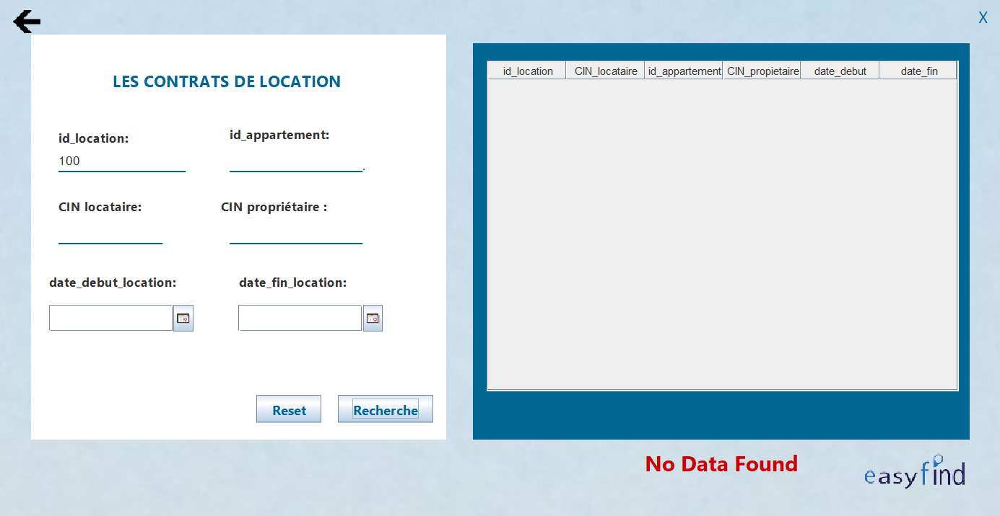 X
LES CONTRATS DE LOCATION
id_location:
id_appartement:
100
.
CIN locataire:
CIN propriétaire :
date_debut_location:
date_fin_location:
Reset
Recherche
id_location CIN_locataire id_appartement CIN_propietaire date_debut date_fin
No Data Found
easyfind